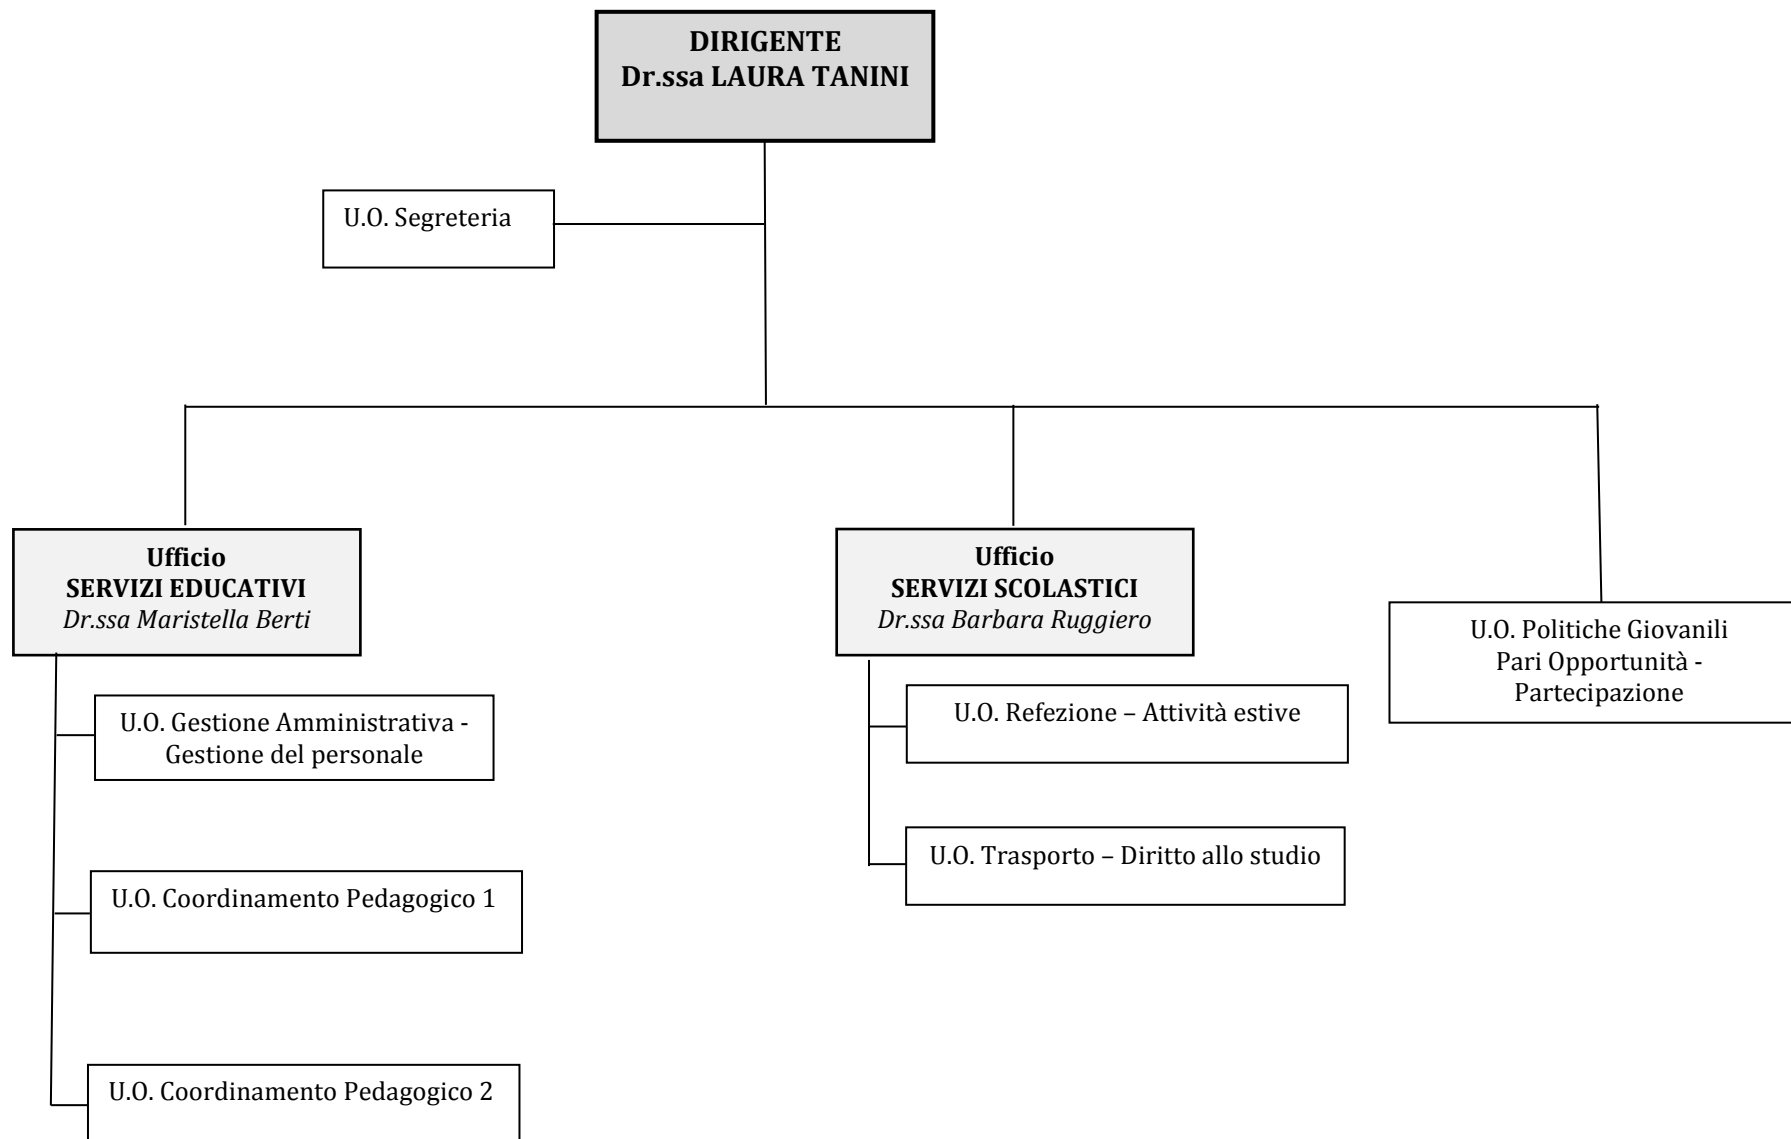 DIRIGENTE
Dr.ssa LAURA TANINI
U.O. Segreteria
Ufficio
SERVIZI EDUCATIVI
Dr.ssa Maristella Berti
U.O. Gestione Amministrativa -
Gestione del personale
U.O. Coordinamento Pedagogico 1
U.O. Coordinamento Pedagogico 2
Ufficio
SERVIZI SCOLASTICI
Dr.ssa Barbara Ruggiero
U.O. Refezione – Attività estive
U.O. Trasporto – Diritto allo studio
U.O. Politiche Giovanili
Pari Opportunità -
Partecipazione